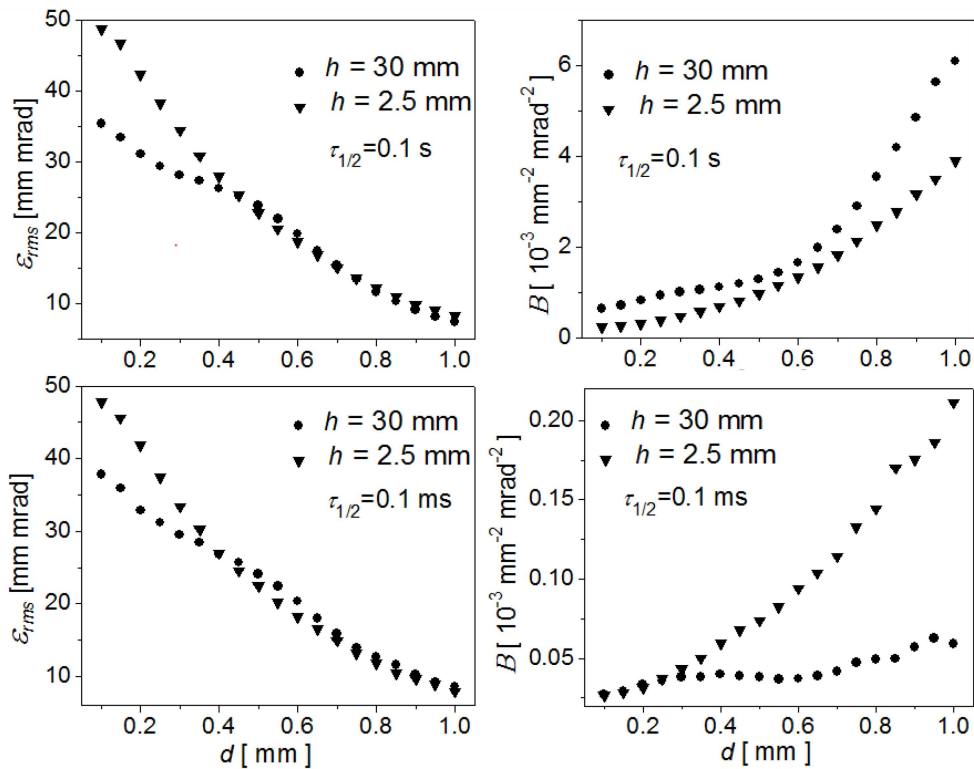 50
40
30
20
10
ε_rms [mm mrad]
h = 30 mm
h = 2.5 mm
τ_1/2=0.1 s
0.2 0.4 0.6 0.8 1.0
6
4
2
0
B [ 10^-3 mm^-2 mrad^-2]
h = 30 mm
h = 2.5 mm
τ_1/2=0.1 s
0.2 0.4 0.6 0.8 1.0
50
40
30
20
10
ε_rms [mm mrad]
h = 30 mm
h = 2.5 mm
τ_1/2=0.1 ms
0.2 0.4 0.6 0.8 1.0
d [ mm]
0.20
0.15
0.10
0.05
B [ 10^-3 mm^-2 mrad^-2]
h = 30 mm
h = 2.5 mm
τ_1/2=0.1 ms
0.2 0.4 0.6 0.8 1.0
d [ mm]